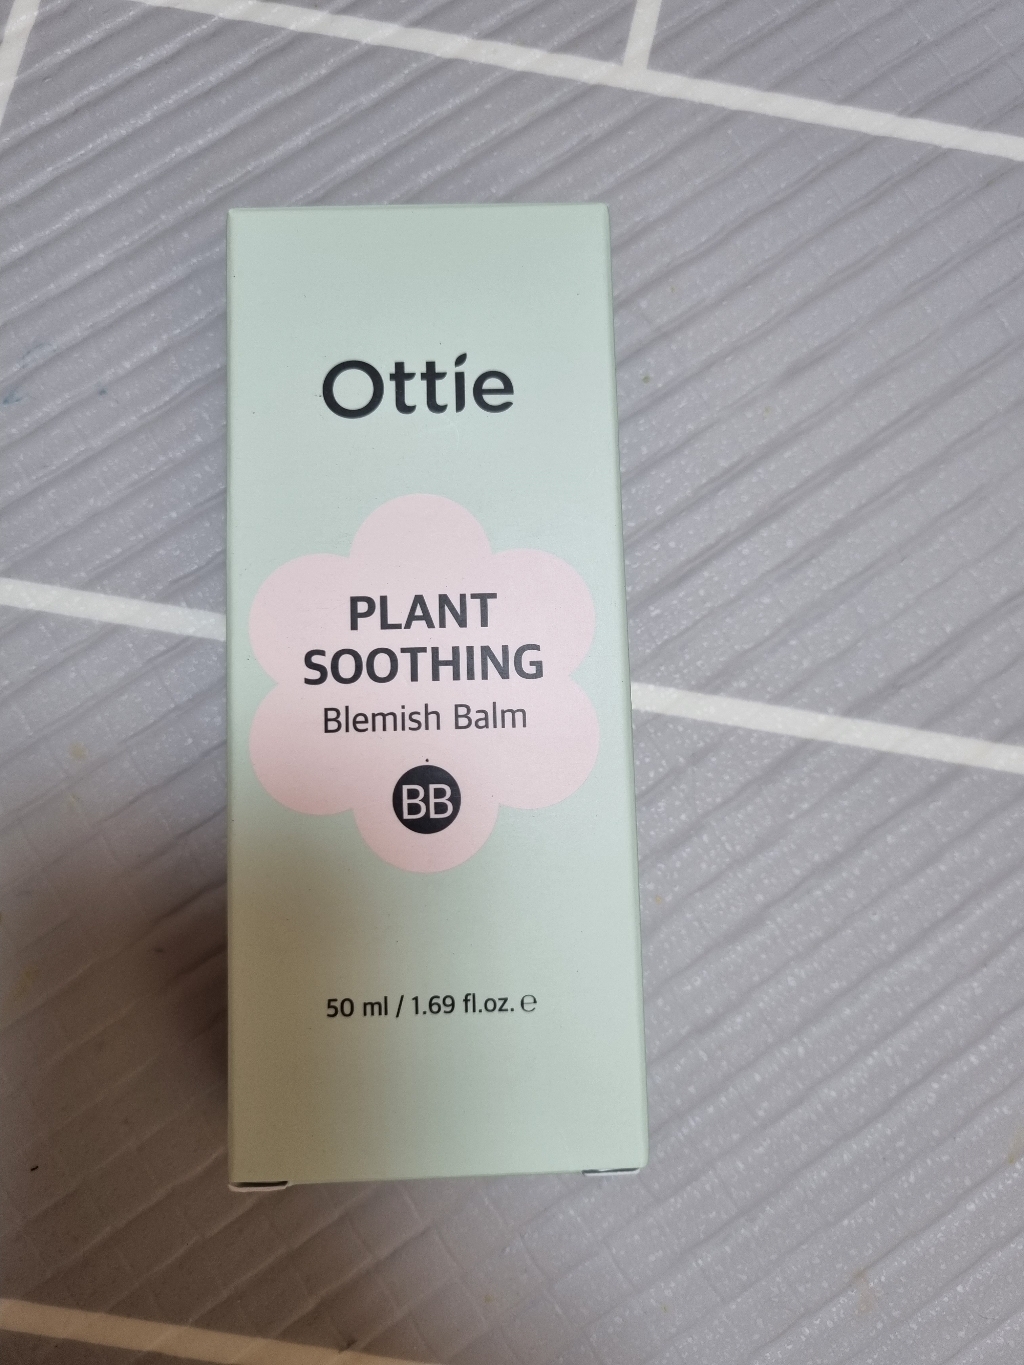 Ottie
PLANT
SOOTHING
Blemish Balm
BB
50 ml / 1.69 fl.oz. ℮